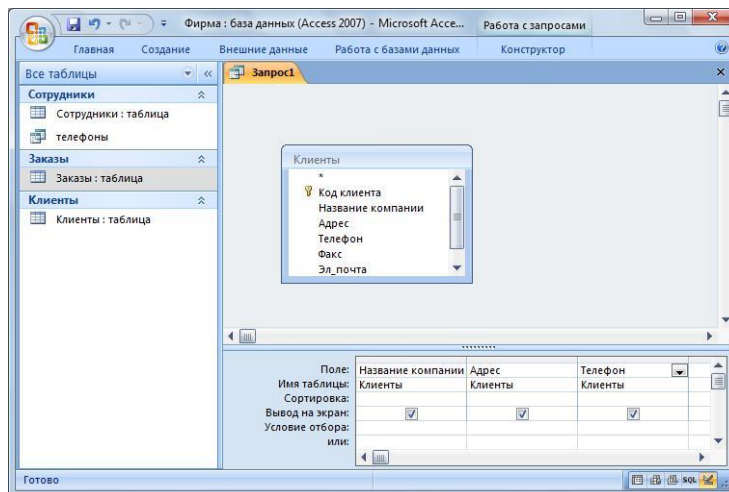 Фирма : база данных (Access 2007) - Microsoft Acce...
Работа с запросами
Главная Создание Внешние данные Работа с базами данных Конструктор
Все таблицы
Запрос1
Сотрудники
Сотрудники : таблица
телефоны
Заказы
Заказы : таблица
Клиенты
Клиенты : таблица
Клиенты
*
Код клиента
Название компании
Адрес
Телефон
Факс
Эл_почта
Поле: Название компании Адрес Телефон
Имя таблицы: Клиенты Клиенты Клиенты
Сортировка:
Вывод на экран:
Условие отбора:
или:
Готово
SQL